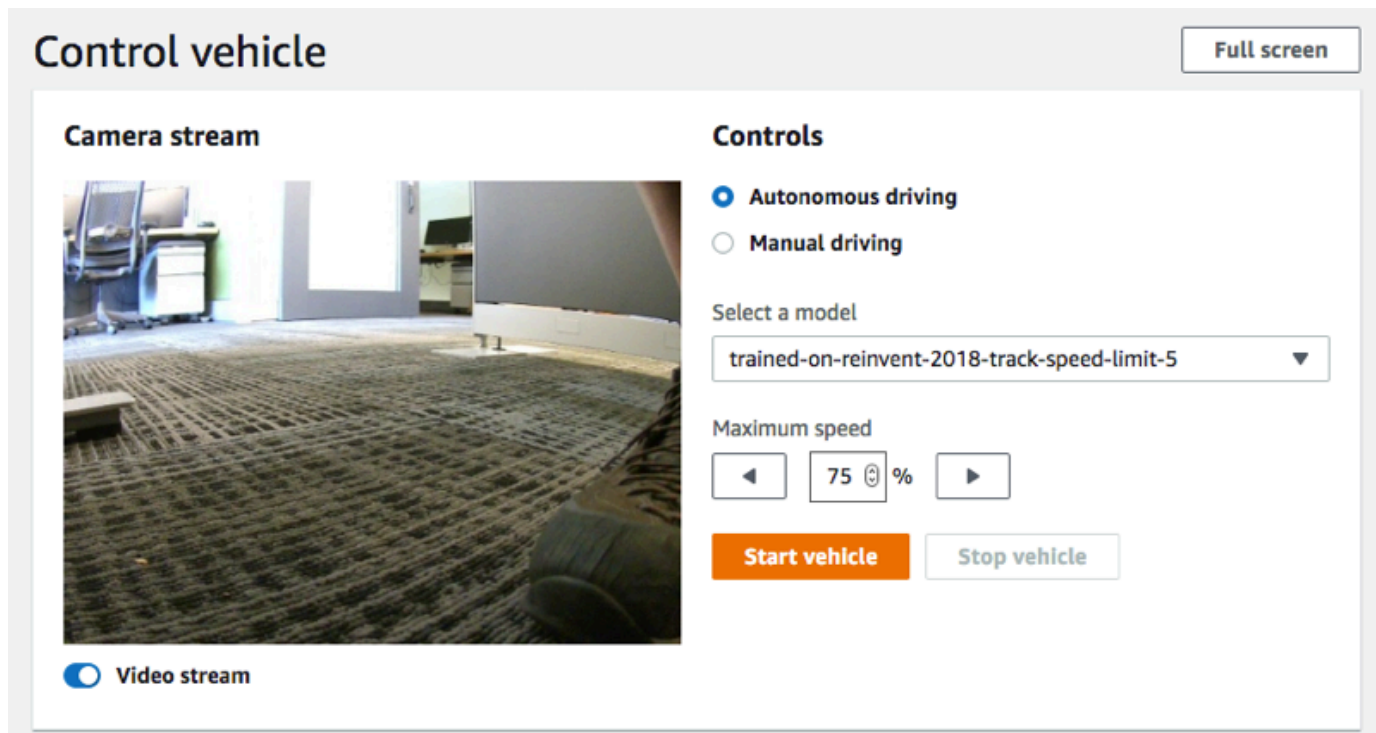 Control vehicle
Full screen
Camera stream
Controls
Autonomous driving
Manual driving
Select a model
trained-on-reinvent-2018-track-speed-limit-5
Maximum speed
75 %
Start vehicle
Stop vehicle
Video stream